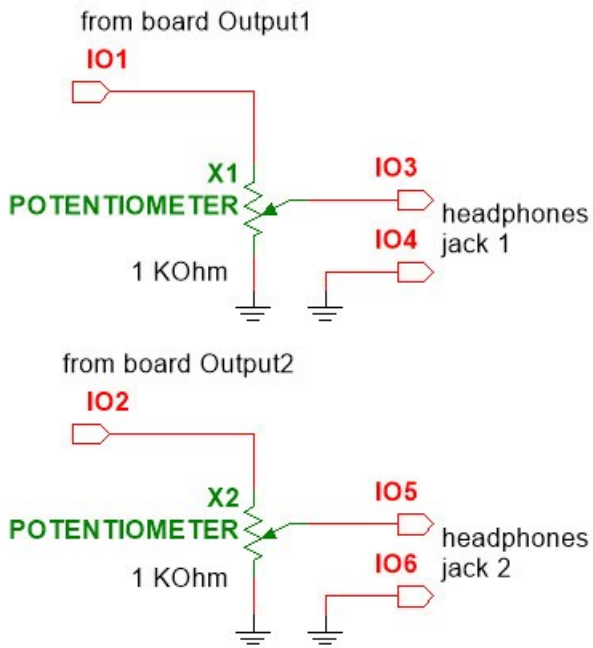 from board Output1
IO1
X1
POTENTIOMETER
1 KOhm
IO3
IO4
headphones
jack 1
from board Output2
IO2
X2
POTENTIOMETER
1 KOhm
IO5
IO6
headphones
jack 2